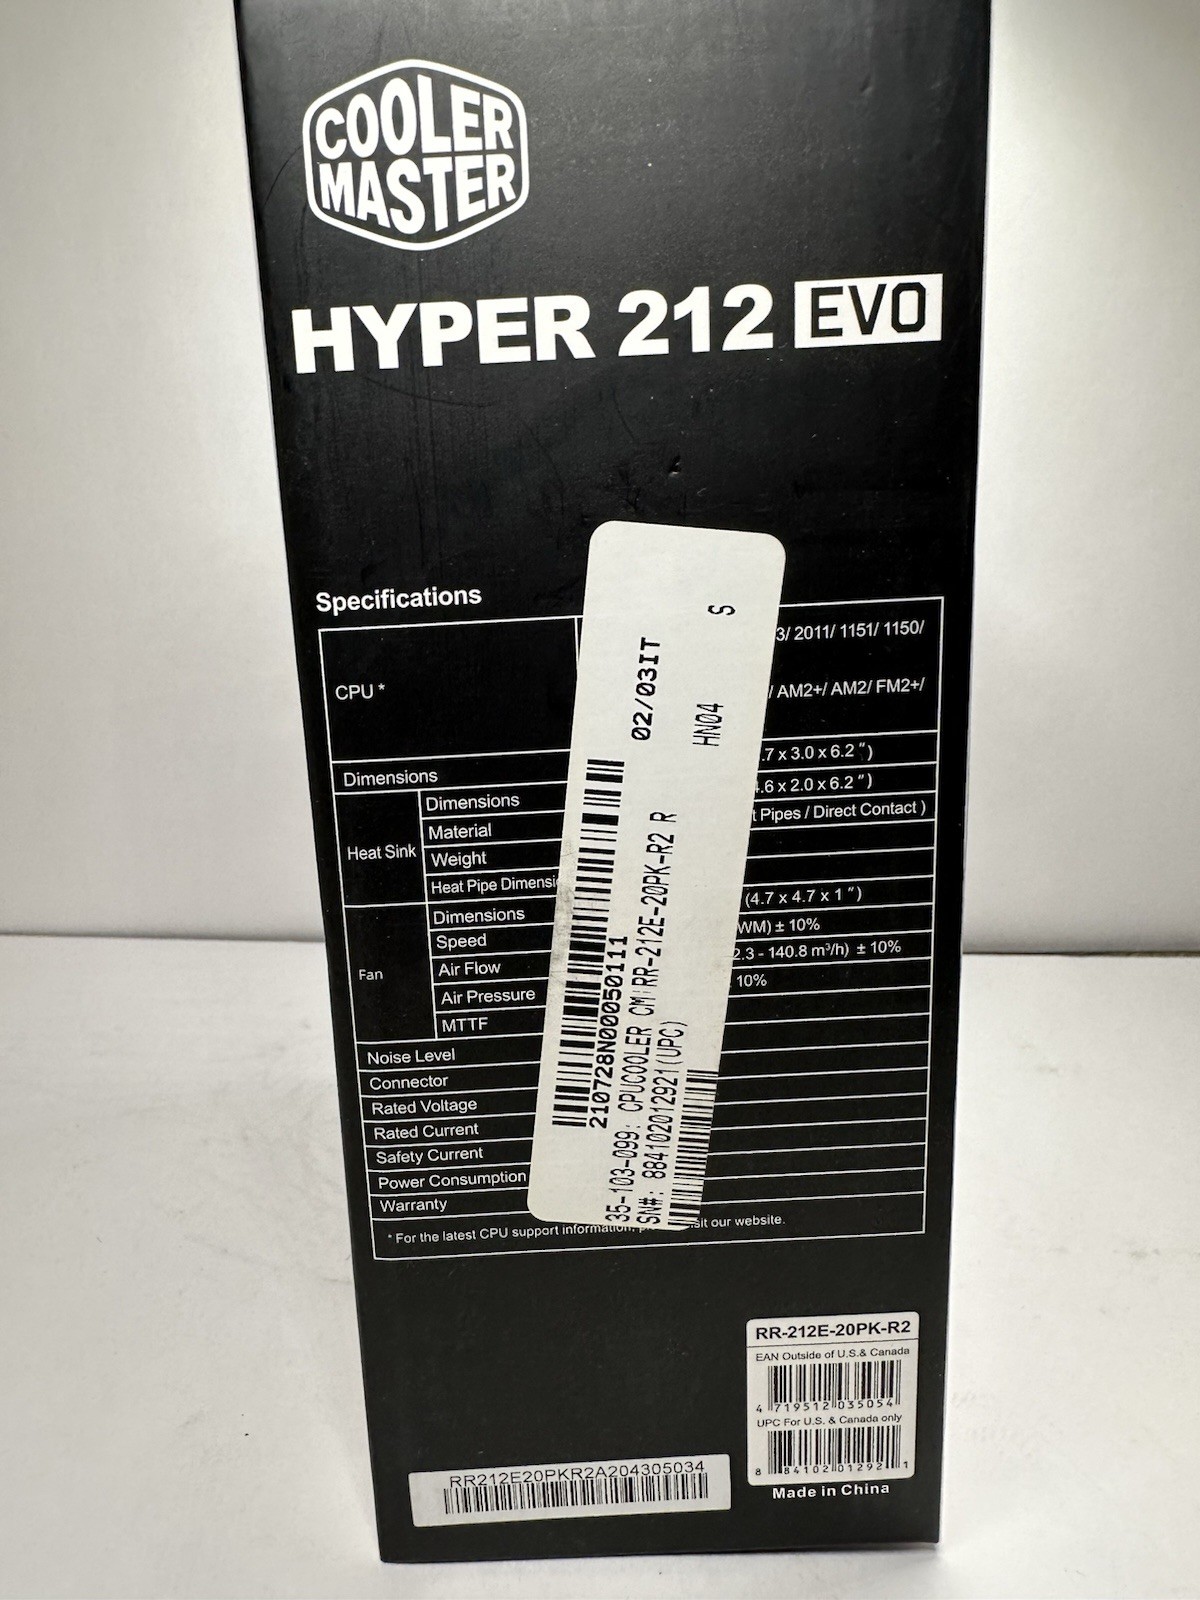 COOLER
MASTER
HYPER 212 EVO
Specifications
CPU *
3/ 2011/ 1151/ 1150/
/ AM2+/ AM2/ FM2+/
Dimensions
.7 x 3.0 x 6.2 ")
Heat Sink
Dimensions
.6 x 2.0 x 6.2 ")
Material
t Pipes / Direct Contact )
Weight
Heat Pipe Dimensi
Fan
Dimensions
(4.7 x 4.7 x 1 ")
Speed
WM) ± 10%
Air Flow
2.3 - 140.8 m³/h) ± 10%
Air Pressure
10%
MTTF
Noise Level
Connector
Rated Voltage
Rated Current
Safety Current
Power Consumption
Warranty
* For the latest CPU support information, sit our website.
02/03IT
S
HN04
210728N00050111
35-103-099: CPUCOOLER CM:RR-212E-20PK-R2 R
SN#: 884102012921(UPC)
RR-212E-20PK-R2
EAN Outside of U.S.& Canada
4 719512 035054
UPC For U.S. & Canada only
8 84102 01292 1
Made in China
RR212E20PKR2A204305034